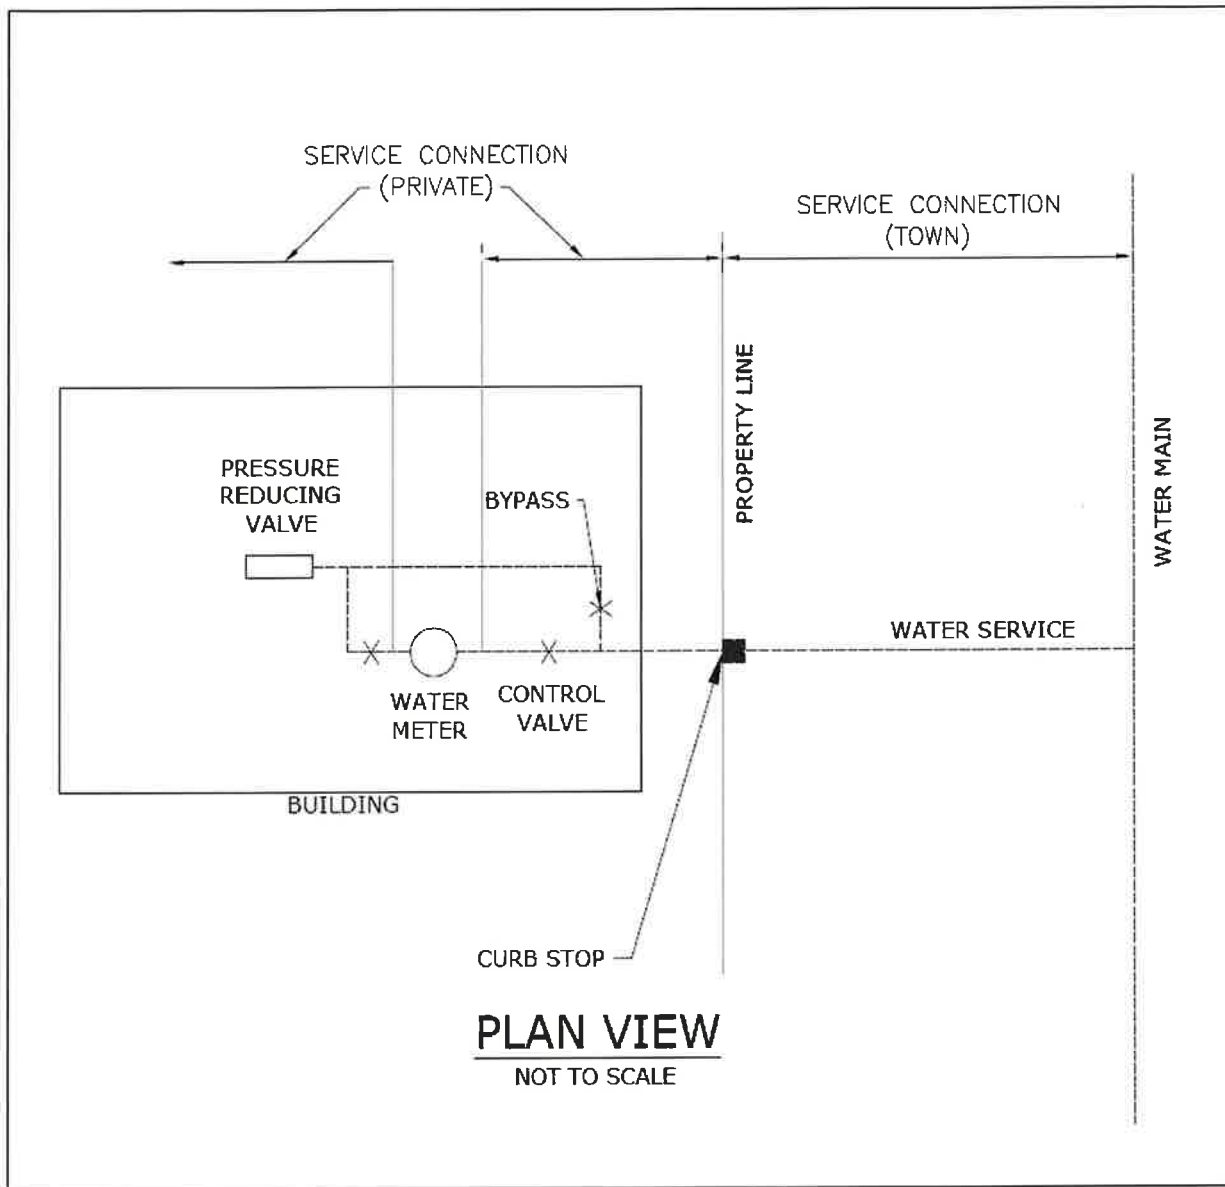 SERVICE CONNECTION
(PRIVATE)
SERVICE CONNECTION
(TOWN)
PROPERTY LINE
WATER MAIN
PRESSURE
REDUCING
VALVE
BYPASS
WATER SERVICE
WATER
METER
CONTROL
VALVE
BUILDING
CURB STOP
PLAN VIEW
NOT TO SCALE